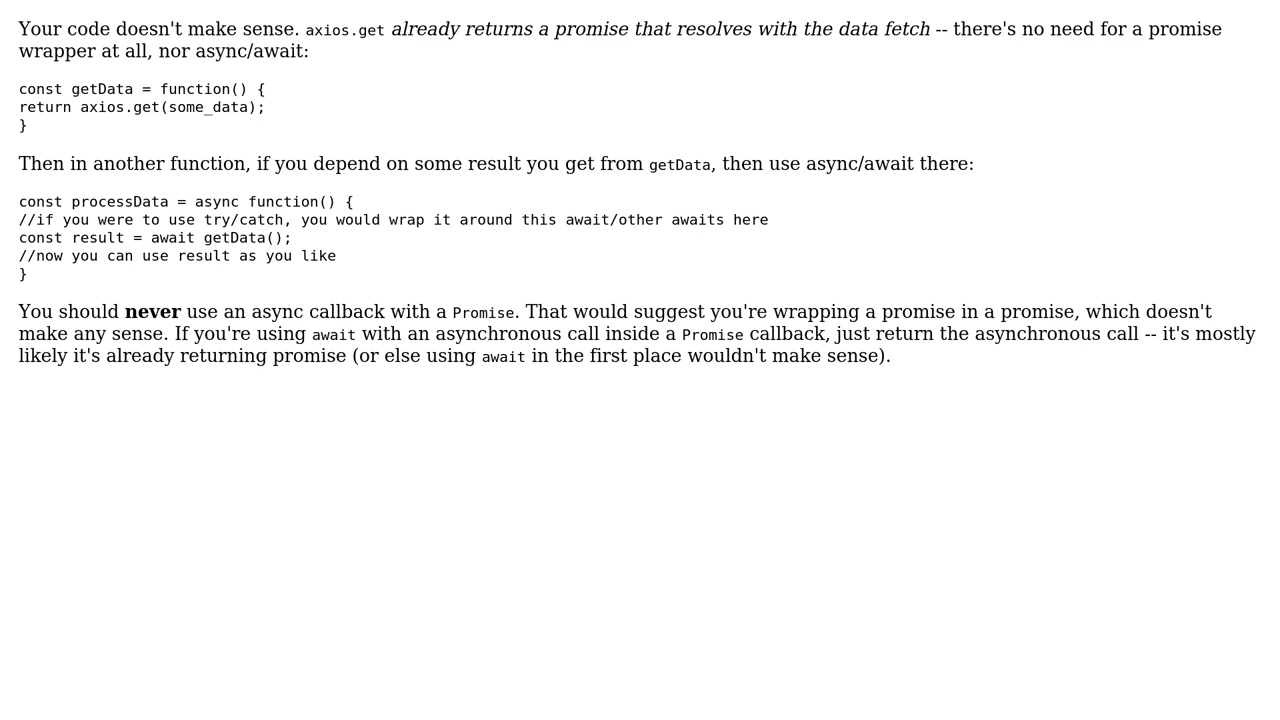 Your code doesn't make sense. axios.get already returns a promise that resolves with the data fetch -- there's no need for a promise
wrapper at all, nor async/await:
const getData = function() {
return axios.get(some_data);
}
Then in another function, if you depend on some result you get from getData, then use async/await there:
const processData = async function() {
//if you were to use try/catch, you would wrap it around this await/other awaits here
const result = await getData();
//now you can use result as you like
}
You should never use an async callback with a Promise. That would suggest you're wrapping a promise in a promise, which doesn't
make any sense. If you're using await with an asynchronous call inside a Promise callback, just return the asynchronous call -- it's mostly
likely it's already returning promise (or else using await in the first place wouldn't make sense).